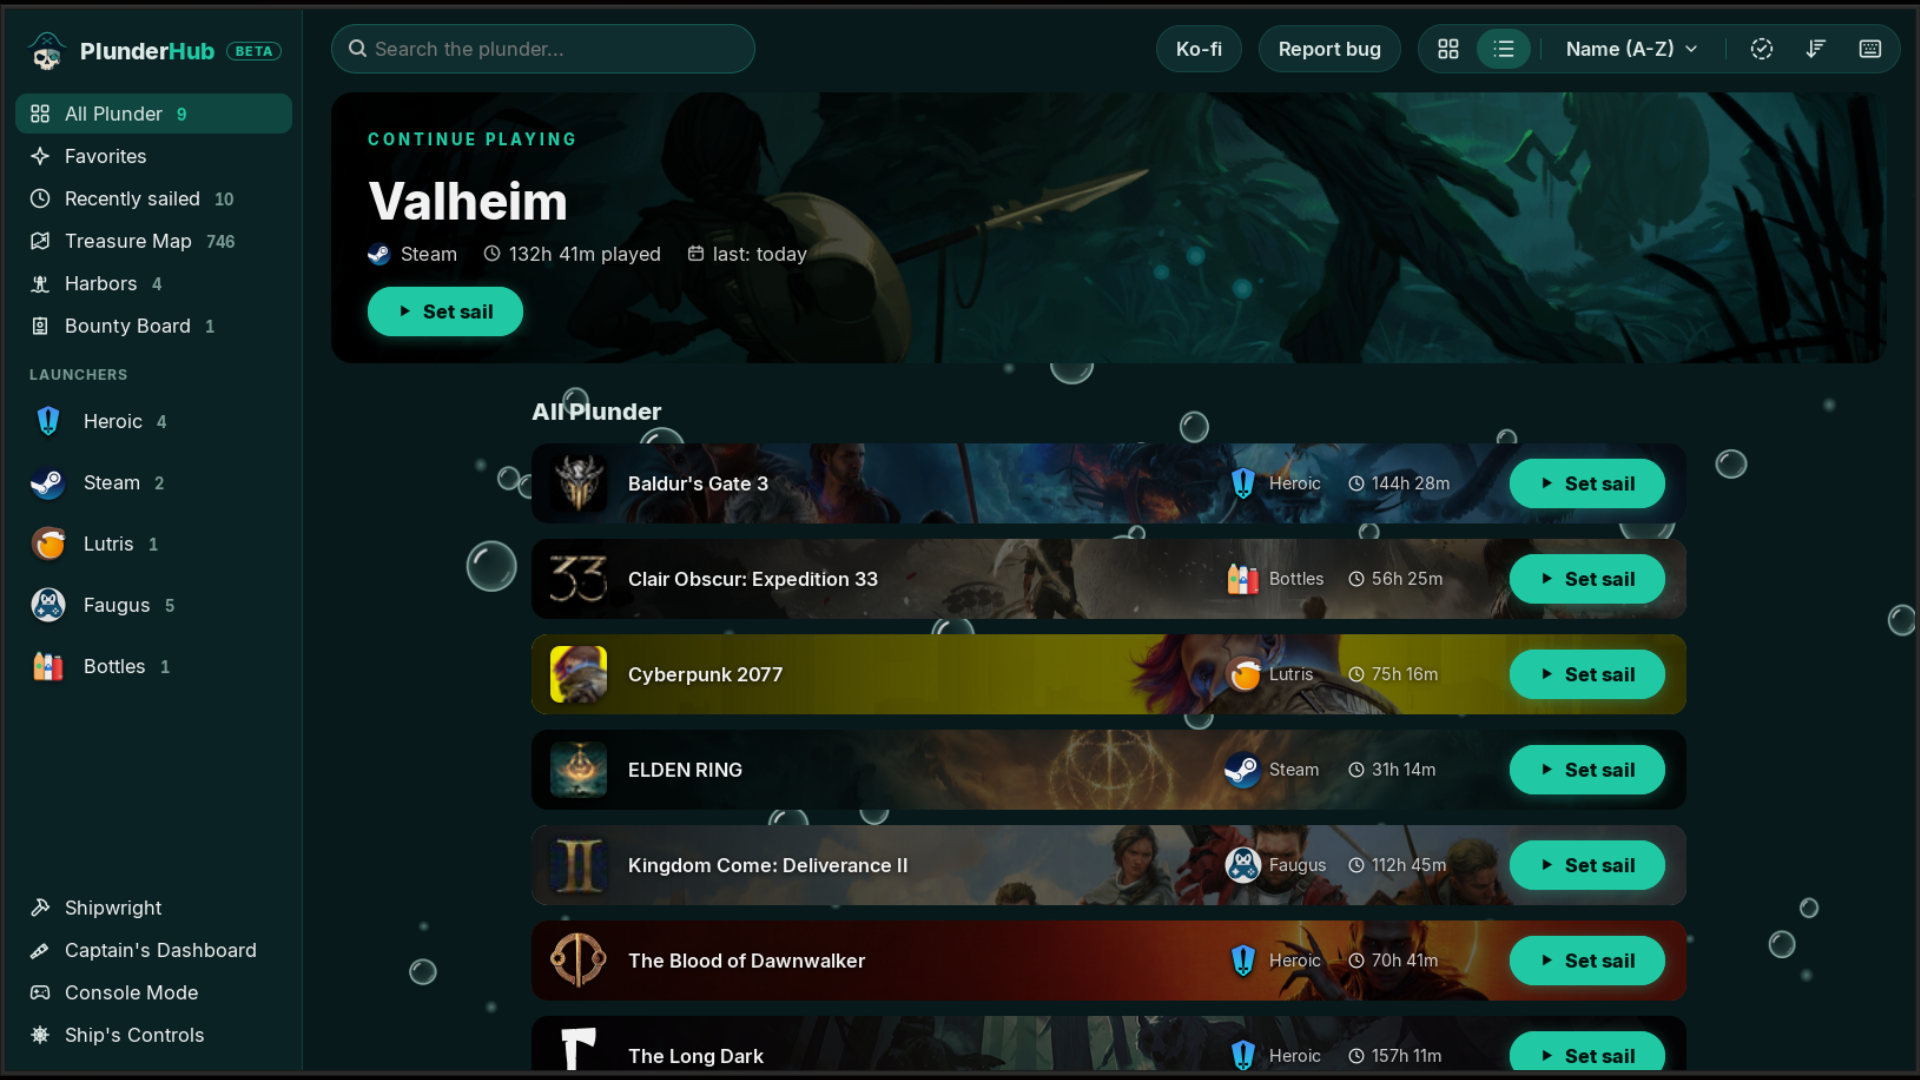 PlunderHub BETA
Search the plunder...
Ko-fi
Report bug
Name (A-Z)
All Plunder 9
Favorites
Recently sailed 10
Treasure Map 746
Harbors 4
Bounty Board 1
LAUNCHERS
Heroic 4
Steam 2
Lutris 1
Faugus 5
Bottles 1
Shipwright
Captain's Dashboard
Console Mode
Ship's Controls
CONTINUE PLAYING
Valheim
Steam 132h 41m played last: today
Set sail
All Plunder
Baldur's Gate 3 Heroic 144h 28m Set sail
33 Clair Obscur: Expedition 33 Bottles 56h 25m Set sail
Cyberpunk 2077 Lutris 75h 16m Set sail
ELDEN RING Steam 31h 14m Set sail
II Kingdom Come: Deliverance II Faugus 112h 45m Set sail
The Blood of Dawnwalker Heroic 70h 41m Set sail
The Long Dark Heroic 157h 11m Set sail